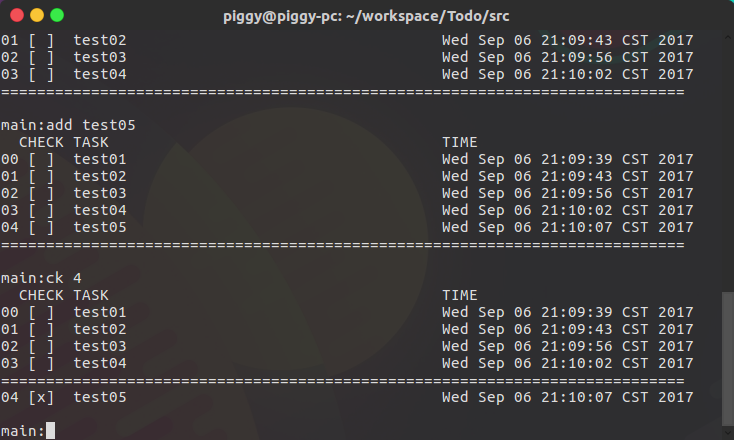 piggy@piggy-pc: ~/workspace/Todo/src
01 [ ]  test02                                   Wed Sep 06 21:09:43 CST 2017
02 [ ]  test03                                   Wed Sep 06 21:09:56 CST 2017
03 [ ]  test04                                   Wed Sep 06 21:10:02 CST 2017
============================================================================
main:add test05
  CHECK TASK                                     TIME
00 [ ]  test01                                   Wed Sep 06 21:09:39 CST 2017
01 [ ]  test02                                   Wed Sep 06 21:09:43 CST 2017
02 [ ]  test03                                   Wed Sep 06 21:09:56 CST 2017
03 [ ]  test04                                   Wed Sep 06 21:10:02 CST 2017
04 [ ]  test05                                   Wed Sep 06 21:10:07 CST 2017
============================================================================
main:ck 4
  CHECK TASK                                     TIME
00 [ ]  test01                                   Wed Sep 06 21:09:39 CST 2017
01 [ ]  test02                                   Wed Sep 06 21:09:43 CST 2017
02 [ ]  test03                                   Wed Sep 06 21:09:56 CST 2017
03 [ ]  test04                                   Wed Sep 06 21:10:02 CST 2017
============================================================================
04 [x]  test05                                   Wed Sep 06 21:10:07 CST 2017
main: